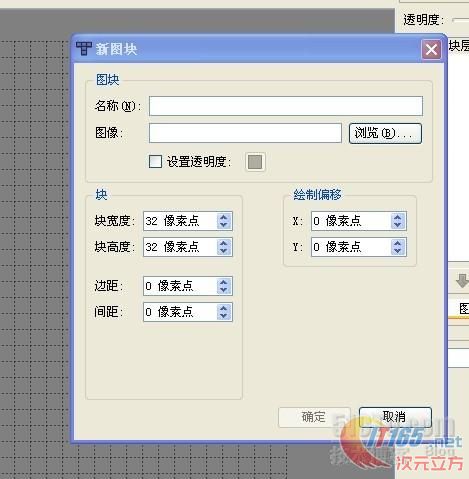 透明度:
新图块
块层
图块
名称(N):
图像:
浏览(B)...
设置透明度:
块
绘制偏移
块宽度: 32 像素点
X: 0 像素点
块高度: 32 像素点
Y: 0 像素点
边距: 0 像素点
图
间距: 0 像素点
确定
取消
IT165.net
Blog
次元立方